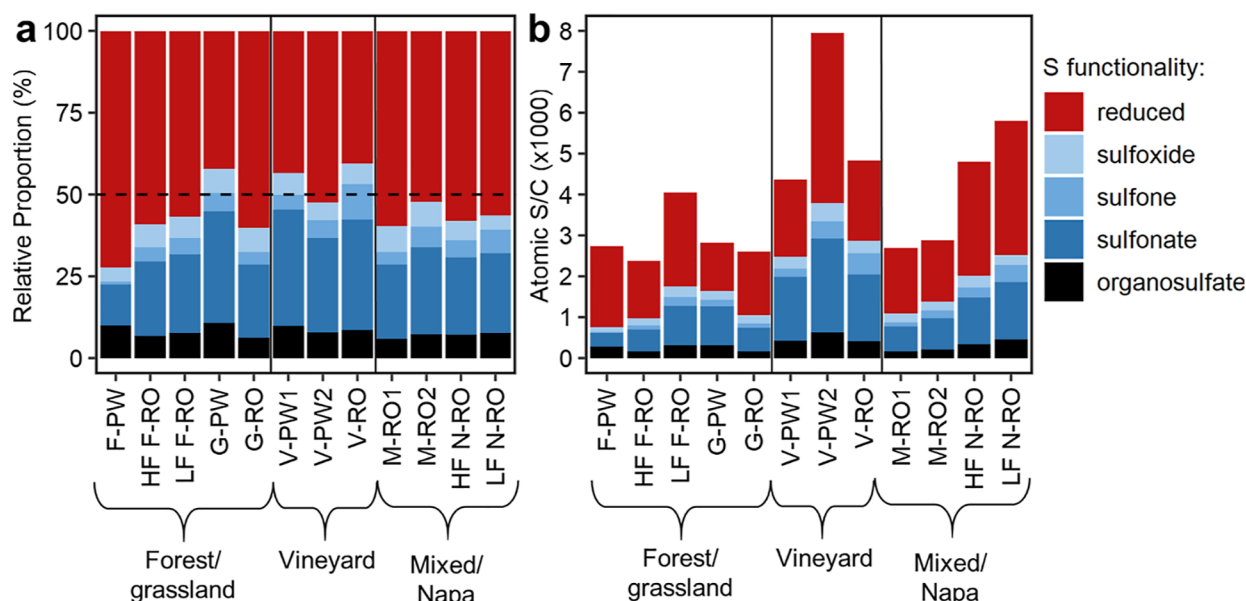 a
Relative Proportion (%)
100
75
50
25
0
F-PW
HF F-RO
LF F-RO
G-PW
G-RO
V-PW1
V-PW2
V-RO
M-RO1
M-RO2
HF N-RO
LF N-RO
Forest/
grassland
Vineyard
Mixed/
Napa
b
Atomic S/C (x1000)
8
7
6
5
4
3
2
1
0
F-PW
HF F-RO
LF F-RO
G-PW
G-RO
V-PW1
V-PW2
V-RO
M-RO1
M-RO2
HF N-RO
LF N-RO
Forest/
grassland
Vineyard
Mixed/
Napa
S functionality:
reduced
sulfoxide
sulfone
sulfonate
organosulfate